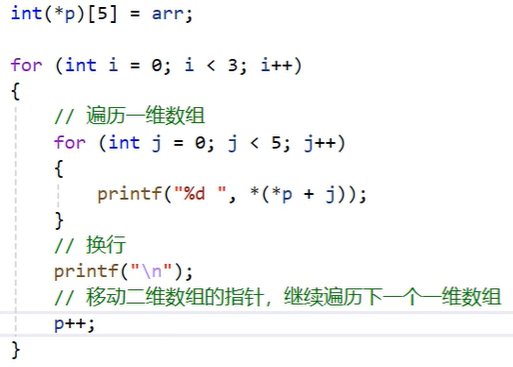 int(*p)[5] = arr;
for (int i = 0; i < 3; i++)
{
// 遍历一维数组
for (int j = 0; j < 5; j++)
{
printf("%d ", *(*p + j));
}
// 换行
printf("\n");
// 移动二维数组的指针，继续遍历下一个一维数组
p++;
}